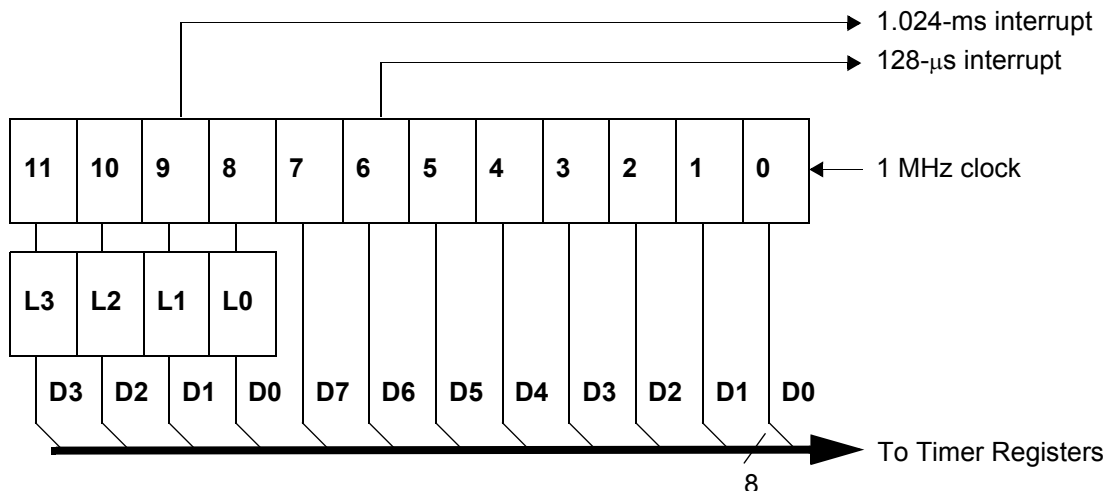 1.024-ms interrupt
128-μs interrupt
11 10 9 8 7 6 5 4 3 2 1 0
1 MHz clock
L3 L2 L1 L0
D3 D2 D1 D0 D7 D6 D5 D4 D3 D2 D1 D0
To Timer Registers
8